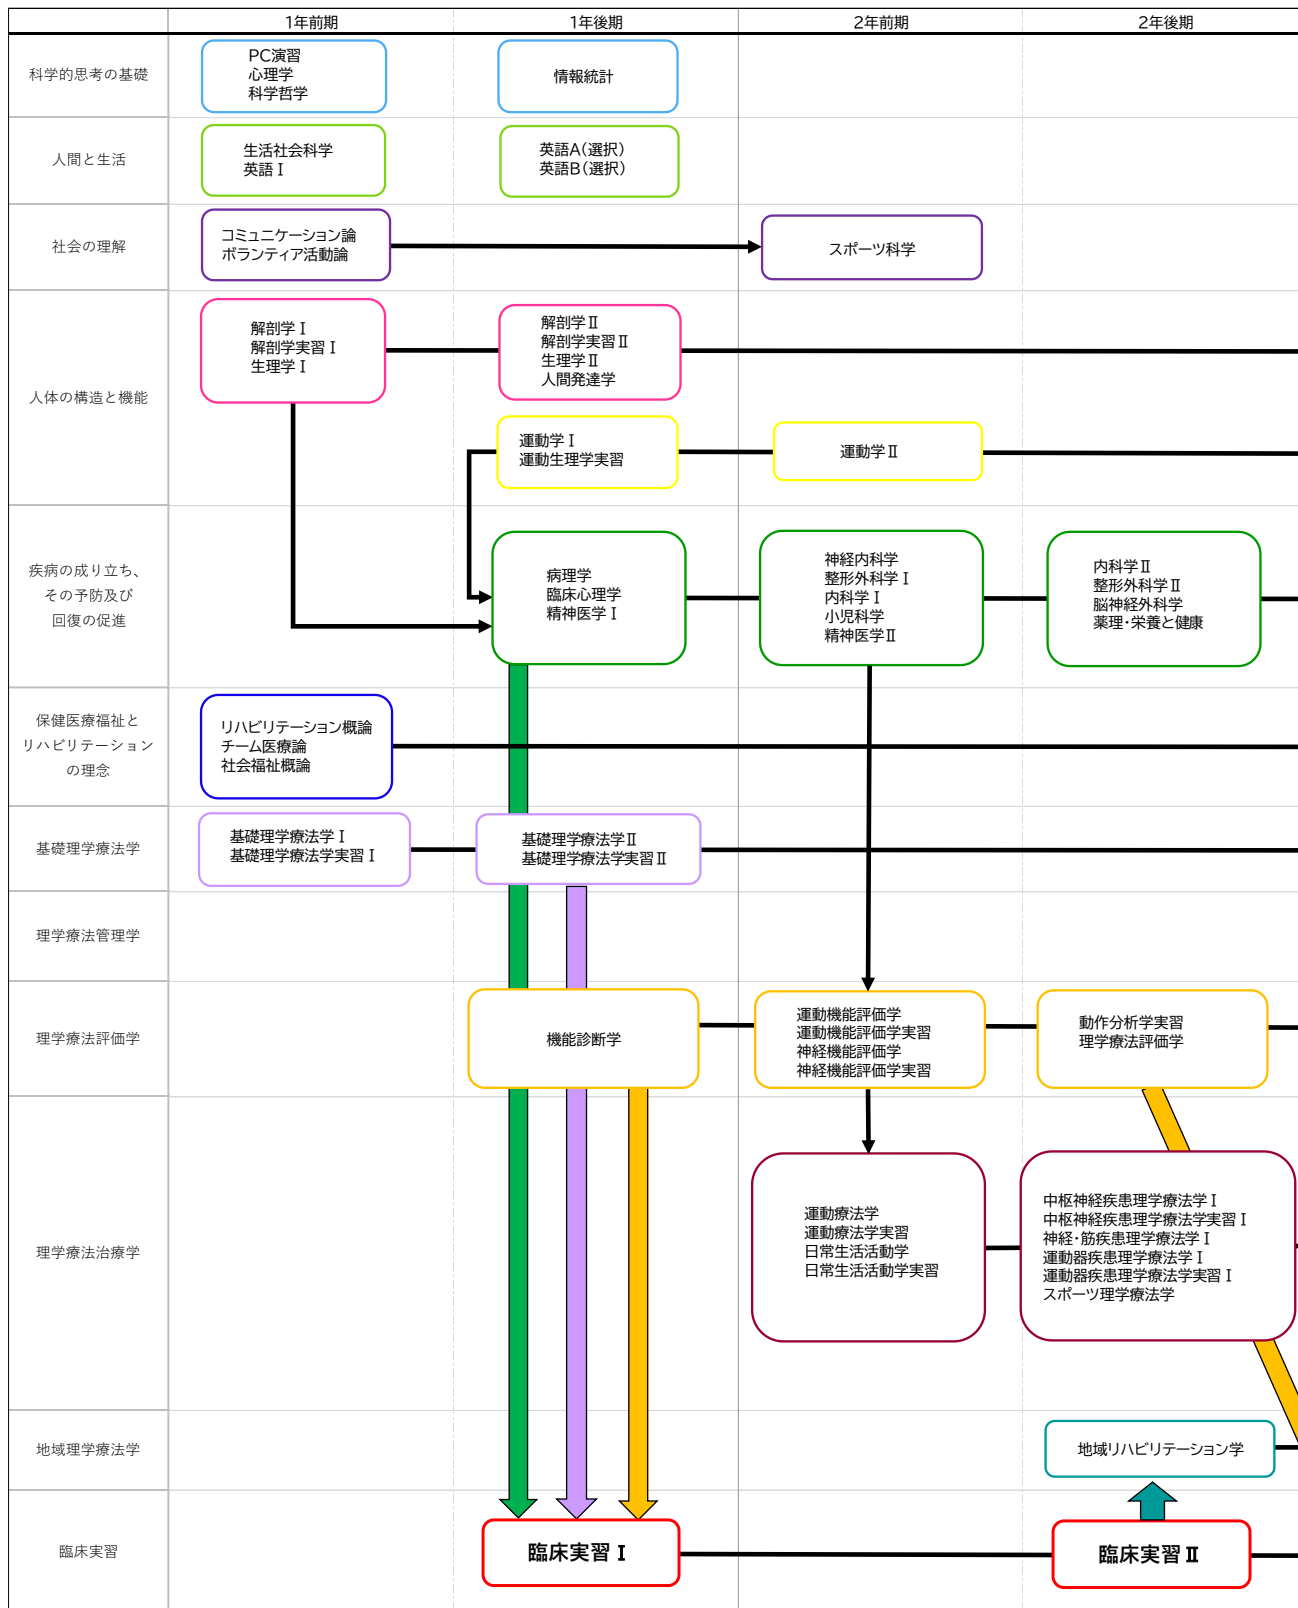 1年前期
1年後期
2年前期
2年後期
科学的思考の基礎
PC演習
心理学
科学哲学
情報統計
人間と生活
生活社会科学
英語Ⅰ
英語A(選択)
英語B(選択)
社会の理解
コミュニケーション論
ボランティア活動論
スポーツ科学
人体の構造と機能
解剖学Ⅰ
解剖学実習Ⅰ
生理学Ⅰ
解剖学Ⅱ
解剖学実習Ⅱ
生理学Ⅱ
人間発達学
運動学Ⅰ
運動生理学実習
運動学Ⅱ
疾病の成り立ち、
その予防及び
回復の促進
病理学
臨床心理学
精神医学Ⅰ
神経内科学
整形外科学Ⅰ
内科学Ⅰ
小児科学
精神医学Ⅱ
内科学Ⅱ
整形外科学Ⅱ
脳神経外科学
薬理・栄養と健康
保健医療福祉と
リハビリテーション
の理念
リハビリテーション概論
チーム医療論
社会福祉概論
基礎理学療法学
基礎理学療法学Ⅰ
基礎理学療法学実習Ⅰ
基礎理学療法学Ⅱ
基礎理学療法学実習Ⅱ
理学療法管理学
理学療法評価学
機能診断学
運動機能評価学
運動機能評価学実習
神経機能評価学
神経機能評価学実習
動作分析学実習
理学療法評価学
理学療法治療学
運動療法学
運動療法学実習
日常生活活動学
日常生活活動学実習
中枢神経疾患理学療法学Ⅰ
中枢神経疾患理学療法学実習Ⅰ
神経・筋疾患理学療法学Ⅰ
運動器疾患理学療法学Ⅰ
運動器疾患理学療法学実習Ⅰ
スポーツ理学療法学
地域理学療法学
地域リハビリテーション学
臨床実習
臨床実習Ⅰ
臨床実習Ⅱ